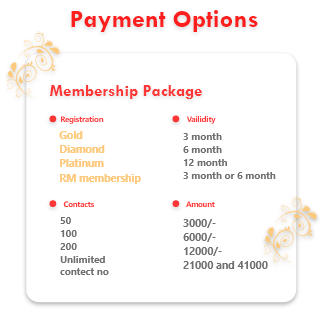 Payment Options
Membership Package
Registration
Gold
Diamond
Platinum
RM membership
Vailidity
3 month
6 month
12 month
3 month or 6 month
Contacts
50
100
200
Unlimited
contect no
Amount
3000/-
6000/-
12000/-
21000 and 41000